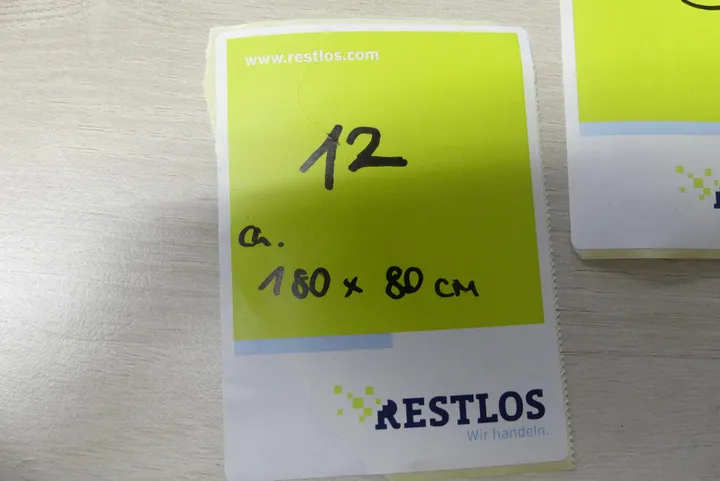 www.restlos.com
12
ca.
180 x 80 cm
RESTLOS
Wir handeln.